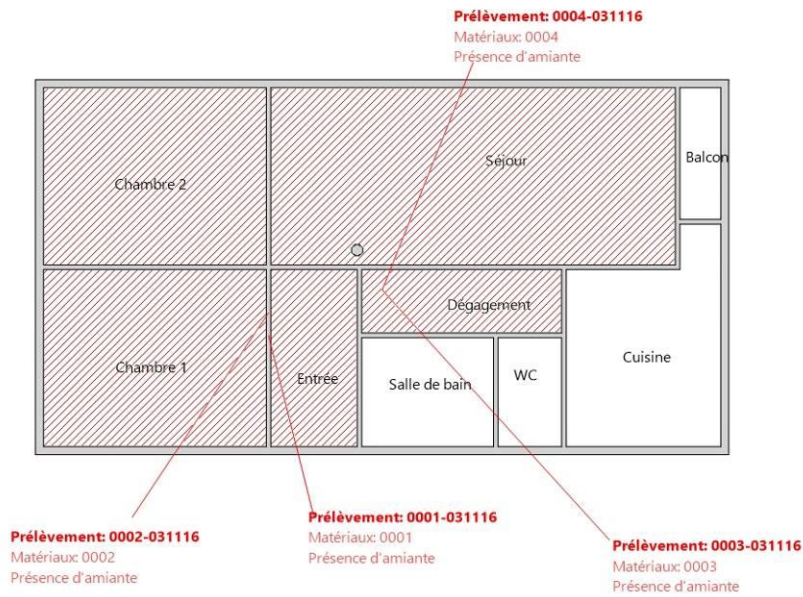 Prélèvement: 0004-031116
Matériaux: 0004
Présence d'amiante
Chambre 2
Séjour
Balcon
Chambre 1
Entrée
Dégagement
Salle de bain
WC
Cuisine
Prélèvement: 0002-031116
Matériaux: 0002
Présence d'amiante
Prélèvement: 0001-031116
Matériaux: 0001
Présence d'amiante
Prélèvement: 0003-031116
Matériaux: 0003
Présence d'amiante